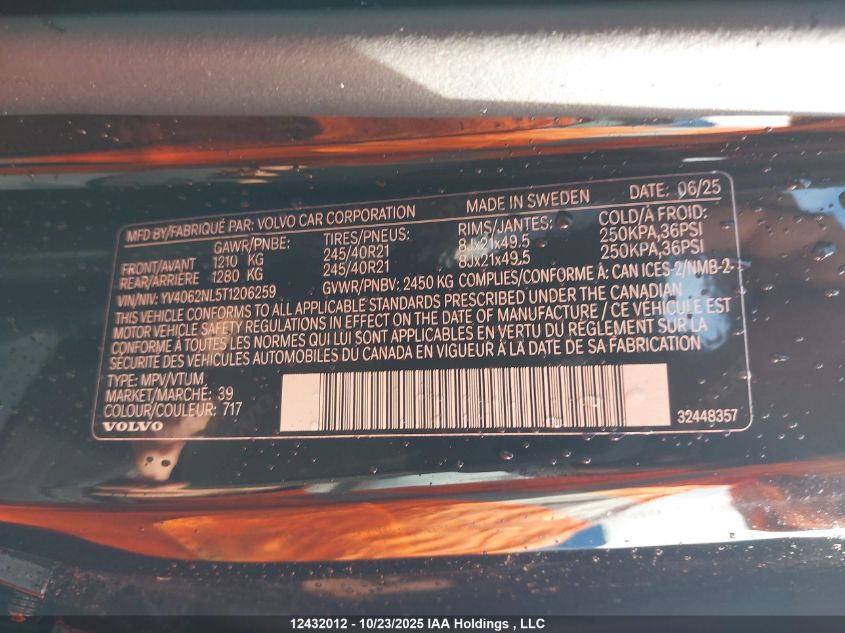 MFD BY/FABRIQUÉ PAR: VOLVO CAR CORPORATION MADE IN SWEDEN DATE: 06/25
GAWR/PNBE: TIRES/PNEUS: RIMS/JANTES: COLD/À FROID:
FRONT/AVANT 1210 KG 245/40R21 8Jx21x49.5 250KPA,36PSI
REAR/ARRIÈRE 1280 KG 245/40R21 8Jx21x49.5 250KPA,36PSI
VIN/NIV: YV4062NL5T1206259 GVWR/PNBV: 2450 KG COMPLIES/CONFORME À: CAN ICES-2/NMB-2
THIS VEHICLE CONFORMS TO ALL APPLICABLE STANDARDS PRESCRIBED UNDER THE CANADIAN
MOTOR VEHICLE SAFETY REGULATIONS IN EFFECT ON THE DATE OF MANUFACTURE / CE VÉHICULE EST
CONFORME À TOUTES LES NORMES QUI LUI SONT APPLICABLES EN VERTU DU RÈGLEMENT SUR LA
SÉCURITÉ DES VÉHICULES AUTOMOBILES DU CANADA EN VIGUEUR À LA DATE DE SA FABRICATION
TYPE: MPV/VTUM
MARKET/MARCHÉ: 39
COLOUR/COULEUR: 717
VOLVO 32448357
12432012 - 10/23/2025 IAA Holdings , LLC